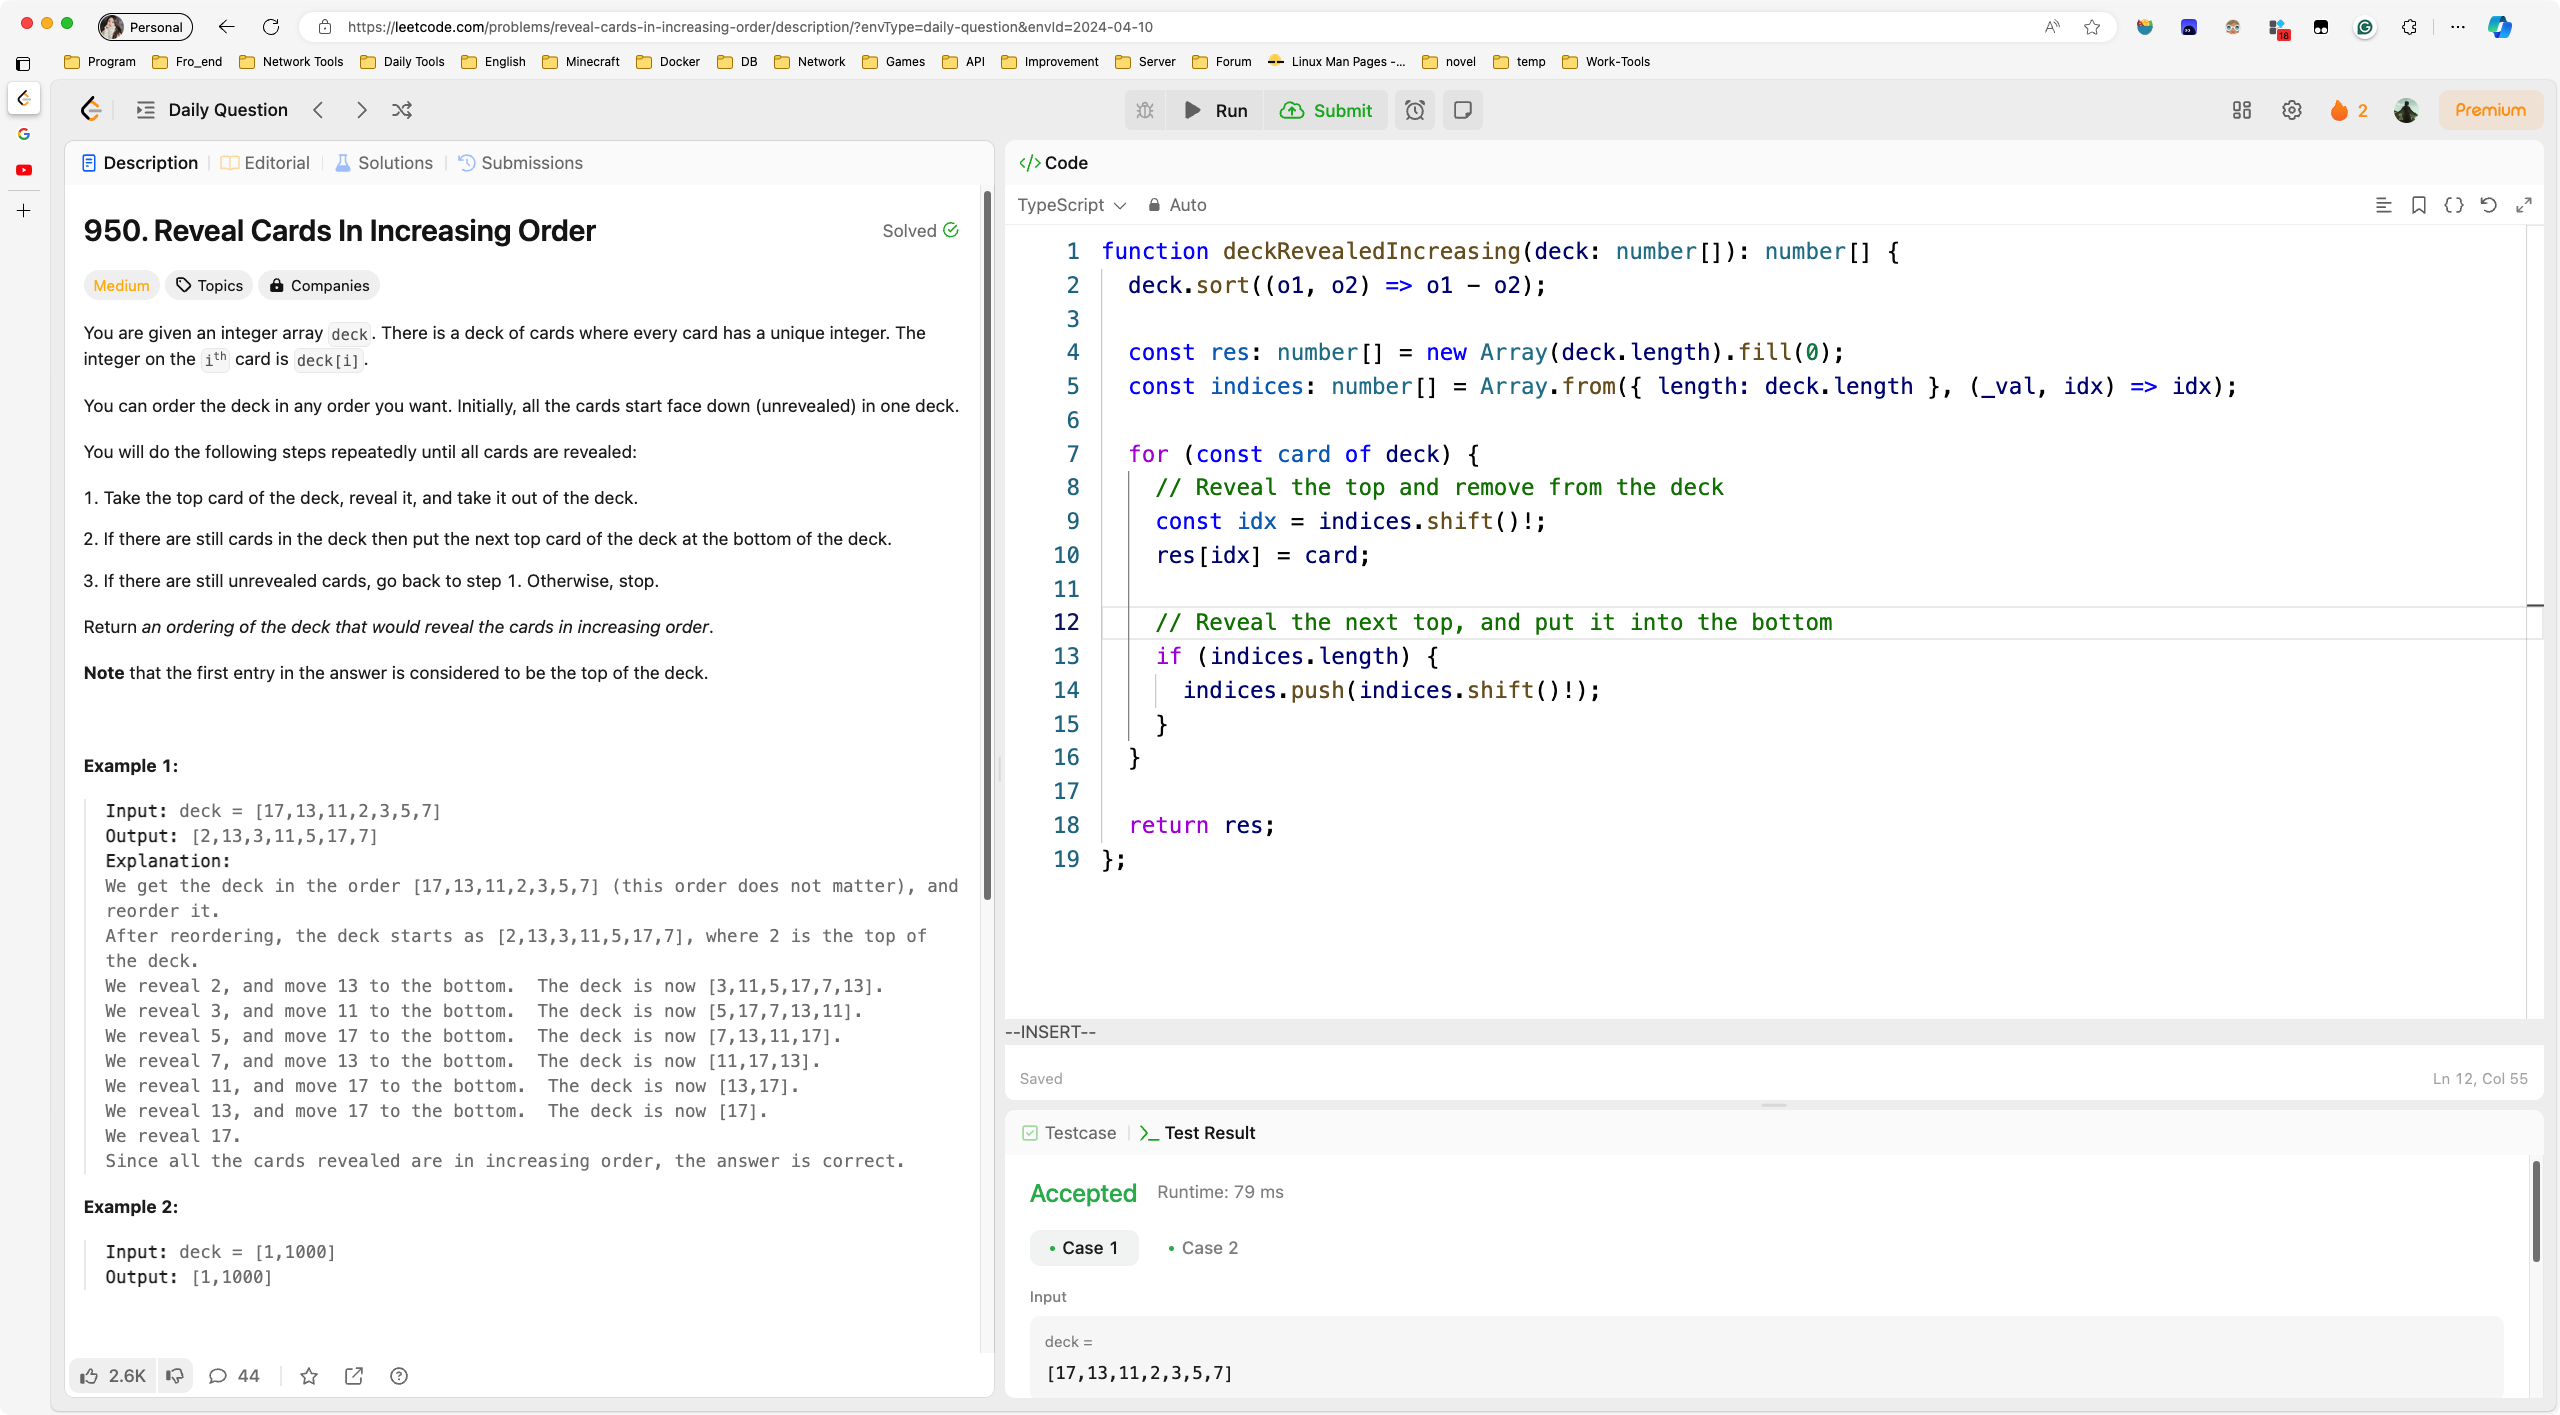 Personal
https://leetcode.com/problems/reveal-cards-in-increasing-order/description/?envType=daily-question&envId=2024-04-10
18
Program Fro_end Network Tools Daily Tools English Minecraft Docker DB Network Games API Improvement Server Forum Linux Man Pages -... novel temp Work-Tools
Daily Question
Run Submit
2 Premium
Description Editorial Solutions Submissions
950. Reveal Cards In Increasing Order
Solved
Medium Topics Companies
You are given an integer array deck. There is a deck of cards where every card has a unique integer. The
integer on the ith card is deck[i].
You can order the deck in any order you want. Initially, all the cards start face down (unrevealed) in one deck.
You will do the following steps repeatedly until all cards are revealed:
1. Take the top card of the deck, reveal it, and take it out of the deck.
2. If there are still cards in the deck then put the next top card of the deck at the bottom of the deck.
3. If there are still unrevealed cards, go back to step 1. Otherwise, stop.
Return an ordering of the deck that would reveal the cards in increasing order.
Note that the first entry in the answer is considered to be the top of the deck.
Example 1:
Input: deck = [17,13,11,2,3,5,7]
Output: [2,13,3,11,5,17,7]
Explanation:
We get the deck in the order [17,13,11,2,3,5,7] (this order does not matter), and
reorder it.
After reordering, the deck starts as [2,13,3,11,5,17,7], where 2 is the top of
the deck.
We reveal 2, and move 13 to the bottom.  The deck is now [3,11,5,17,7,13].
We reveal 3, and move 11 to the bottom.  The deck is now [5,17,7,13,11].
We reveal 5, and move 17 to the bottom.  The deck is now [7,13,11,17].
We reveal 7, and move 13 to the bottom.  The deck is now [11,17,13].
We reveal 11, and move 17 to the bottom.  The deck is now [13,17].
We reveal 13, and move 17 to the bottom.  The deck is now [17].
We reveal 17.
Since all the cards revealed are in increasing order, the answer is correct.
Example 2:
Input: deck = [1,1000]
Output: [1,1000]
2.6K 44
</> Code
TypeScript Auto
1 function deckRevealedIncreasing(deck: number[]): number[] {
2 deck.sort((o1, o2) => o1 - o2);
3
4 const res: number[] = new Array(deck.length).fill(0);
5 const indices: number[] = Array.from({ length: deck.length }, (_val, idx) => idx);
6
7 for (const card of deck) {
8 // Reveal the top and remove from the deck
9 const idx = indices.shift()!;
10 res[idx] = card;
11
12 // Reveal the next top, and put it into the bottom
13 if (indices.length) {
14 indices.push(indices.shift()!);
15 }
16 }
17
18 return res;
19 };
--INSERT--
Saved
Ln 12, Col 55
Testcase >_ Test Result
Accepted Runtime: 79 ms
• Case 1 • Case 2
Input
deck =
[17,13,11,2,3,5,7]